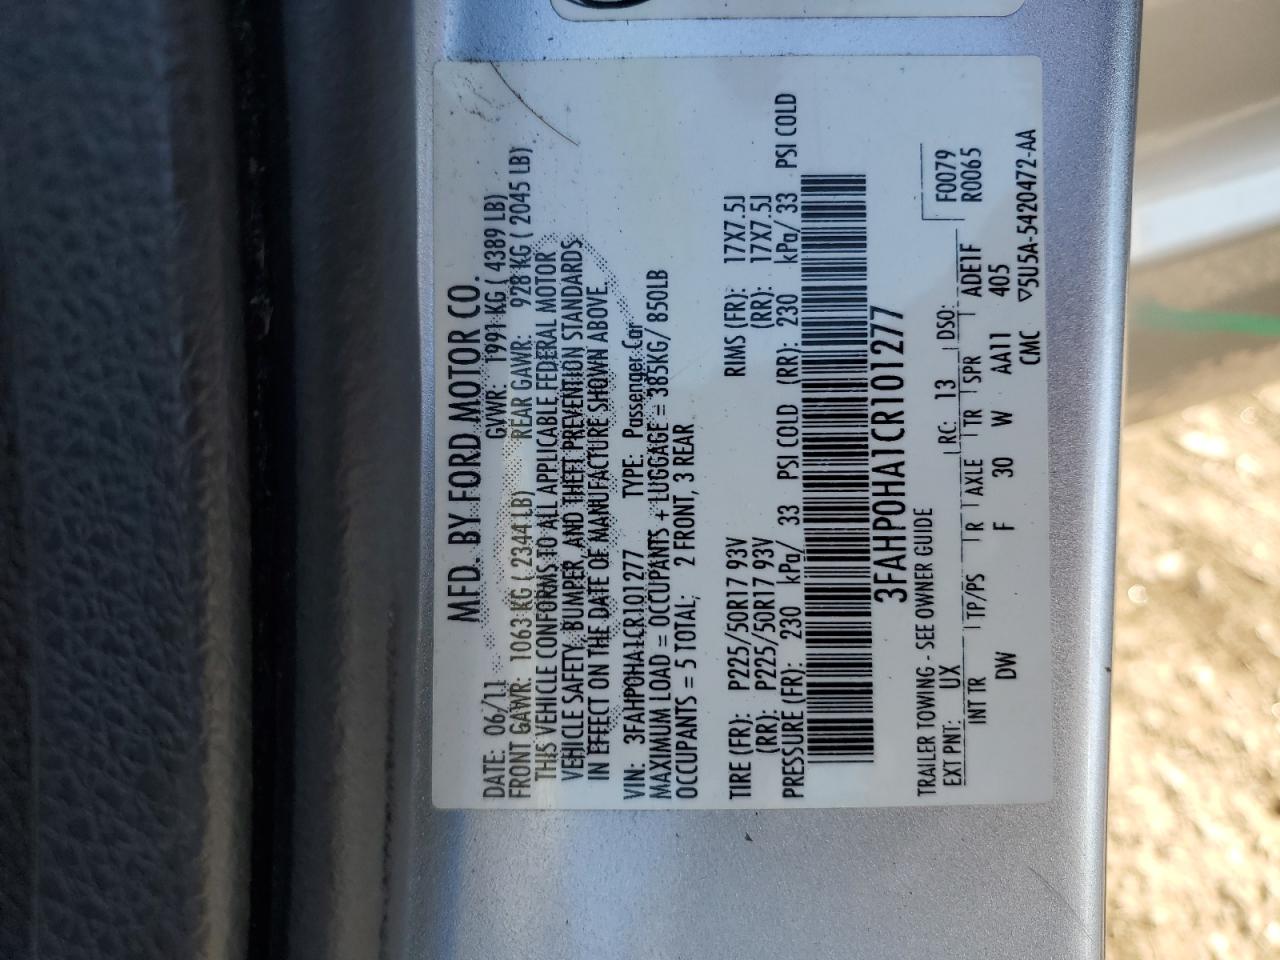 MFD. BY FORD MOTOR CO.
DATE: 06/11 GVWR: 1991 KG ( 4389 LB)
FRONT GAWR: 1063 KG ( 2344 LB) REAR GAWR: 928 KG ( 2045 LB)
THIS VEHICLE CONFORMS TO ALL APPLICABLE FEDERAL MOTOR
VEHICLE SAFETY, BUMPER, AND THEFT PREVENTION STANDARDS
IN EFFECT ON THE DATE OF MANUFACTURE SHOWN ABOVE.
VIN: 3FAHP0HA1CR101277 TYPE: Passenger Car
MAXIMUM LOAD = OCCUPANTS + LUGGAGE = 385KG/ 850LB
OCCUPANTS = 5 TOTAL; 2 FRONT, 3 REAR
TIRE (FR): P225/50R17 93V RIMS (FR): 17X7.5J
(RR): P225/50R17 93V (RR): 17X7.5J
PRESSURE (FR): 230 kPa/ 33 PSI COLD (RR): 230 kPa/ 33 PSI COLD
3FAHP0HA1CR101277
TRAILER TOWING - SEE OWNER GUIDE F0079
EXT PNT: UX RC: 13 DSO: R0065
INT TR TP/PS R AXLE TR SPR ADE1F
DW F 30 W AA11 405
CMC ▽5U5A-5420472-AA